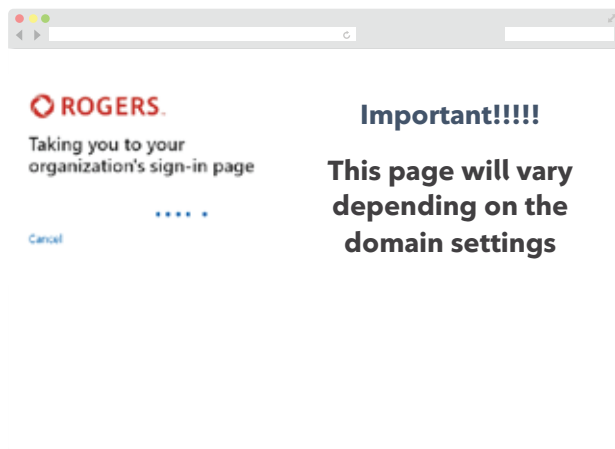 ROGERS.
Taking you to your
organization's sign-in page
Cancel
Important!!!!!
This page will vary
depending on the
domain settings